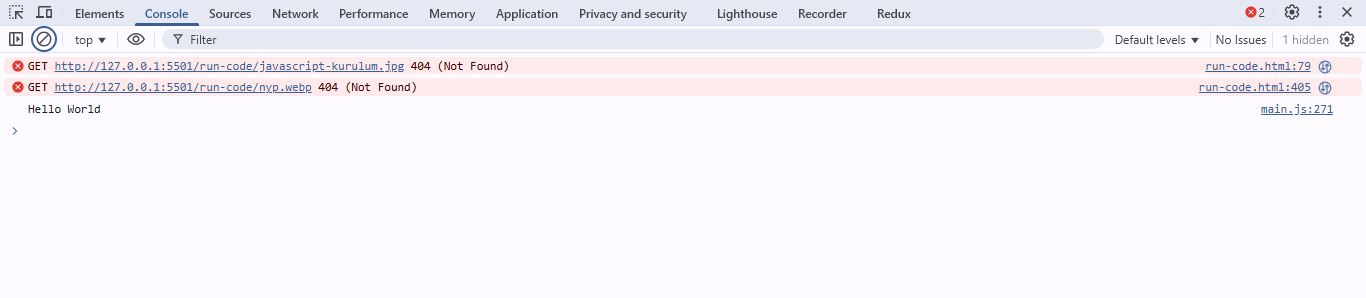 Elements Console Sources Network Performance Memory Application Privacy and security Lighthouse Recorder Redux 2
top Filter Default levels No Issues 1 hidden
GET http://127.0.0.1:5501/run-code/javascript-kurulum.jpg 404 (Not Found) run-code.html:79
GET http://127.0.0.1:5501/run-code/nyp.webp 404 (Not Found) run-code.html:405
Hello World main.js:271